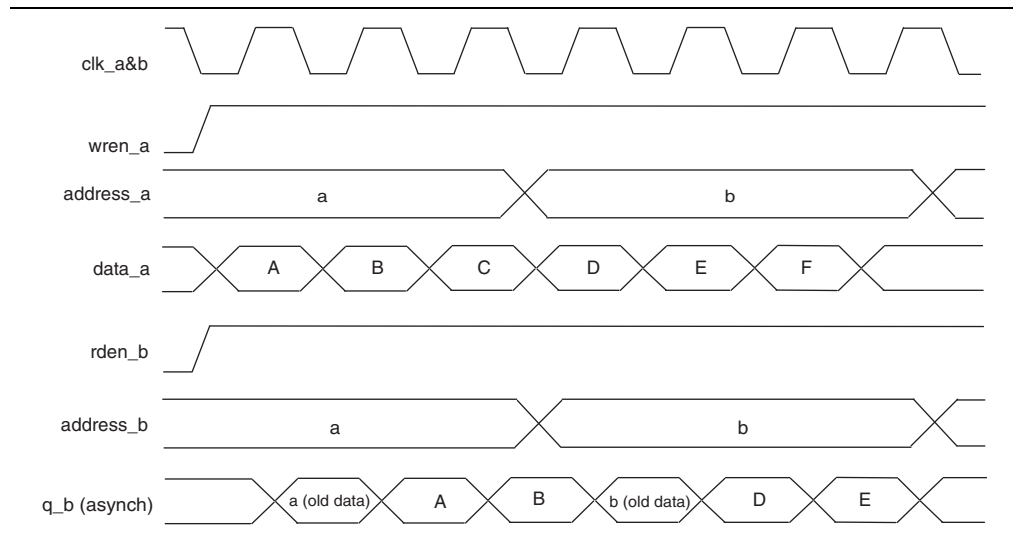 clk_a&b
wren_a
address_a a b
data_a A B C D E F
rden_b
address_b a b
q_b (asynch) a (old data) A B b (old data) D E